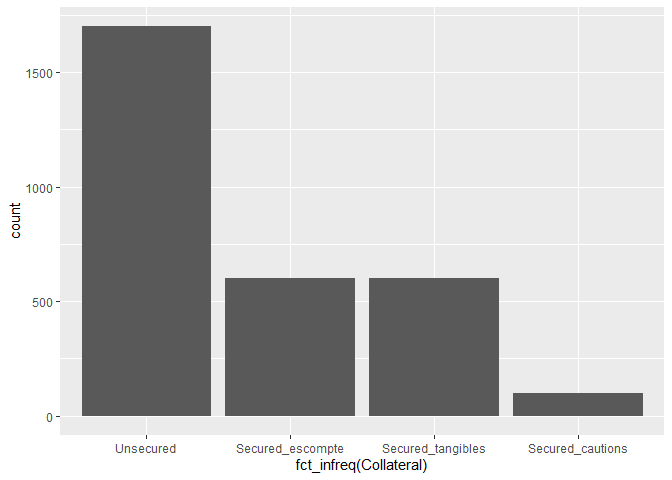 1500
1000
500
0
count
Unsecured
Secured_escompte
Secured_tangibles
Secured_cautions
fct_infreq(Collateral)